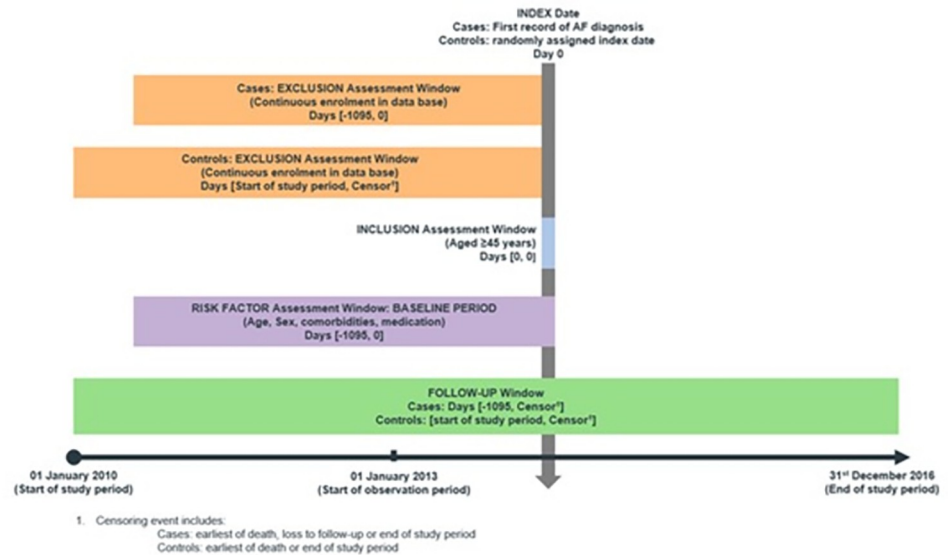 INDEX Date
Cases: First record of AF diagnosis
Controls: randomly assigned index date
Day 0
Cases: EXCLUSION Assessment Window
(Continuous enrolment in data base)
Days [-1095, 0]
Controls: EXCLUSION Assessment Window
(Continuous enrolment in data base)
Days [Start of study period, Censor¹]
INCLUSION Assessment Window
(Aged ≥45 years)
Days [0, 0]
RISK FACTOR Assessment Window: BASELINE PERIOD
(Age, Sex, comorbidities, medication)
Days [-1095, 0]
FOLLOW-UP Window
Cases: Days [-1095, Censor¹]
Controls: [start of study period, Censor¹]
01 January 2010
(Start of study period)
01 January 2013
(Start of observation period)
31st December 2016
(End of study period)
1. Censoring event includes:
Cases: earliest of death, loss to follow-up or end of study period
Controls: earliest of death or end of study period